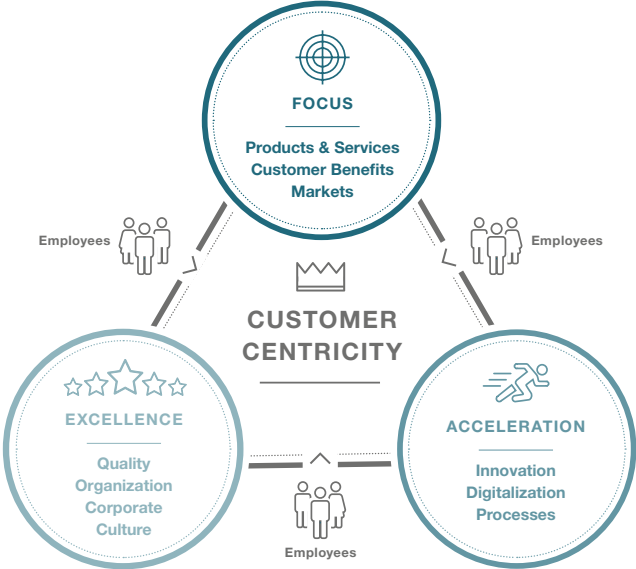 FOCUS
Products & Services
Customer Benefits
Markets
Employees
Employees
CUSTOMER
CENTRICITY
EXCELLENCE
Quality
Organization
Corporate
Culture
ACCELERATION
Innovation
Digitalization
Processes
Employees